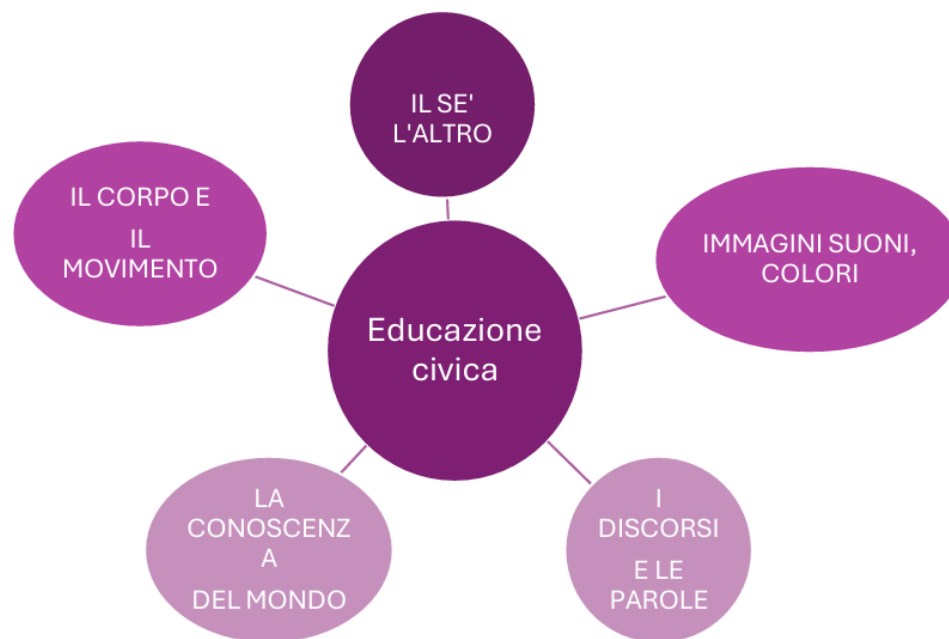 IL SE'
L'ALTRO
IL CORPO E
IL
MOVIMENTO
IMMAGINI SUONI,
COLORI
Educazione
civica
LA
CONOSCENZ
A
DEL MONDO
I
DISCORSI
E LE
PAROLE